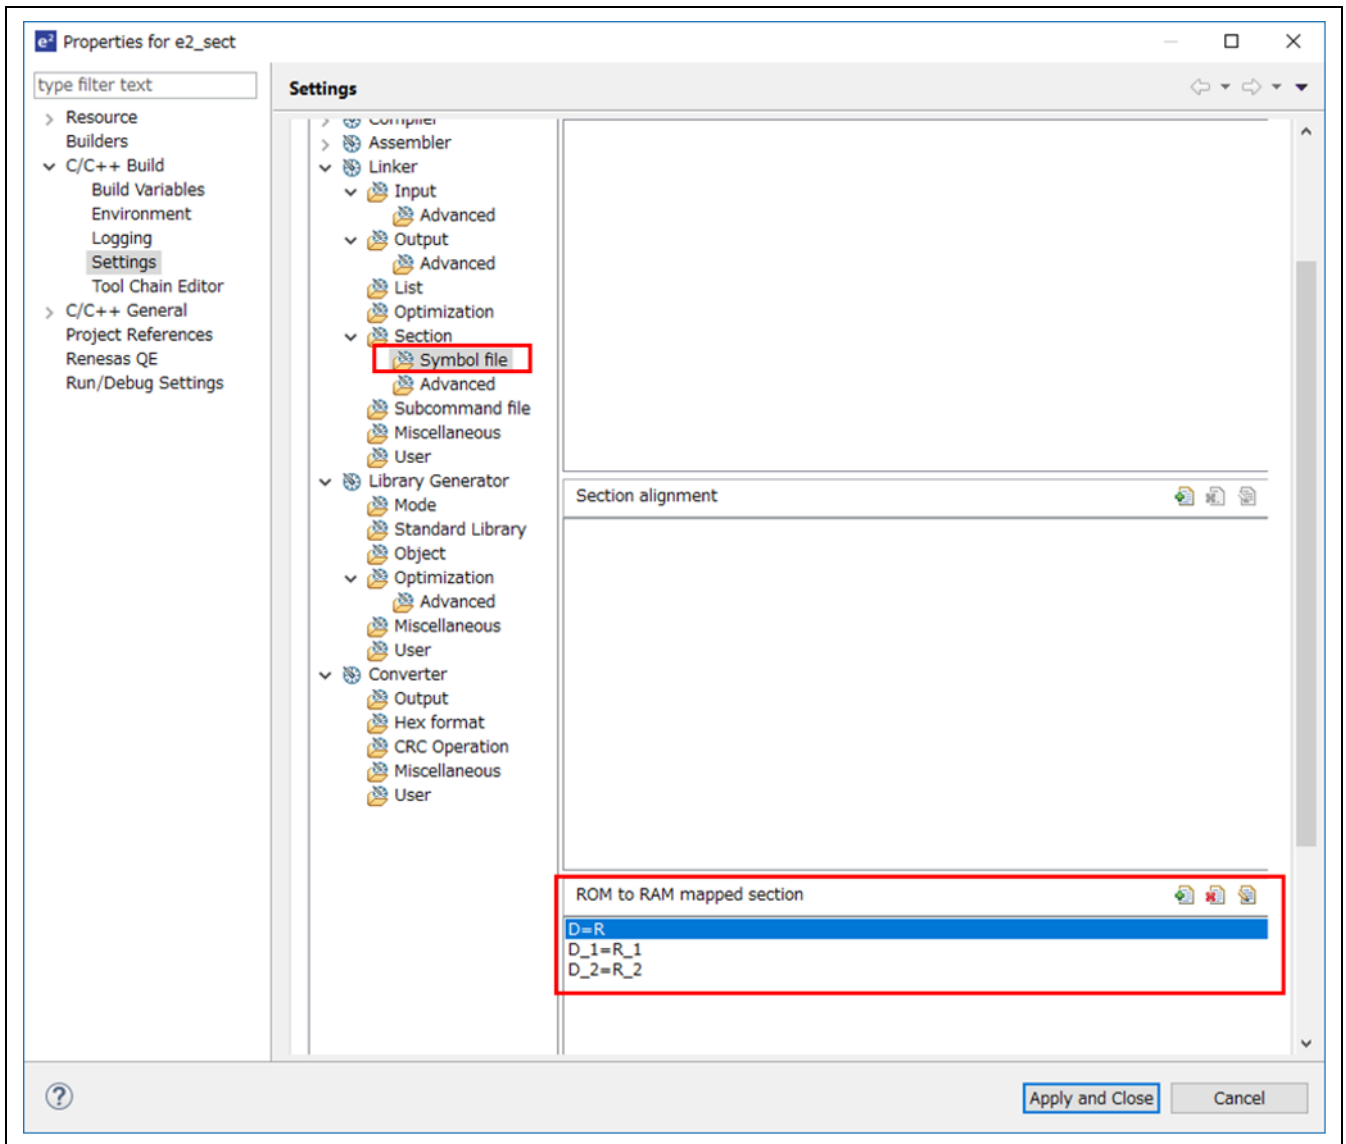 e² Properties for e2_sect
type filter text
Resource
Builders
C/C++ Build
Build Variables
Environment
Logging
Settings
Tool Chain Editor
C/C++ General
Project References
Renesas QE
Run/Debug Settings
Settings
Compiler
Assembler
Linker
Input
Advanced
Output
Advanced
List
Optimization
Section
Symbol file
Advanced
Subcommand file
Miscellaneous
User
Library Generator
Mode
Standard Library
Object
Optimization
Advanced
Miscellaneous
User
Converter
Output
Hex format
CRC Operation
Miscellaneous
User
Section alignment
ROM to RAM mapped section
D=R
D_1=R_1
D_2=R_2
?
Apply and Close
Cancel